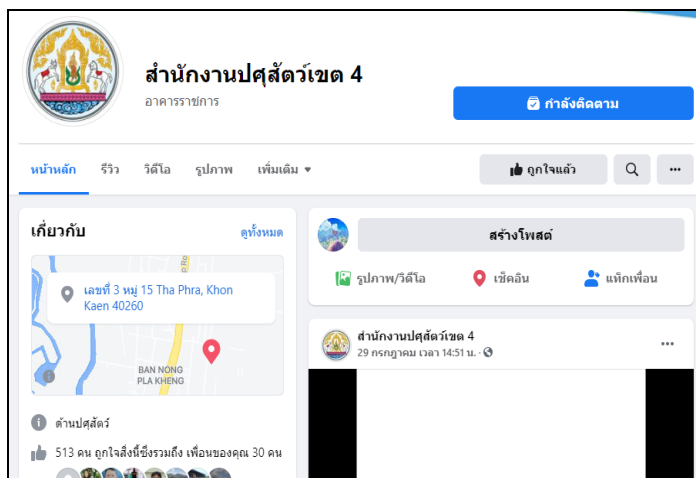 สำนักงานปศุสัตว์เขต 4
อาคารราชการ
กำลังติดตาม
หน้าหลัก รีวิว วิดีโอ รูปภาพ เพิ่มเติม
ถูกใจแล้ว
เกี่ยวกับ
ดูทั้งหมด
เลขที่ 3 หมู่ 15 Tha Phra, Khon
Kaen 40260
BAN NONG
PLA KHENG
ด้านปศุสัตว์
513 คน ถูกใจสิ่งนี้ซึ่งรวมถึง เพื่อนของคุณ 30 คน
สร้างโพสต์
รูปภาพ/วิดีโอ เช็คอิน แท็กเพื่อน
สำนักงานปศุสัตว์เขต 4
29 กรกฎาคม เวลา 14:51 น. ·